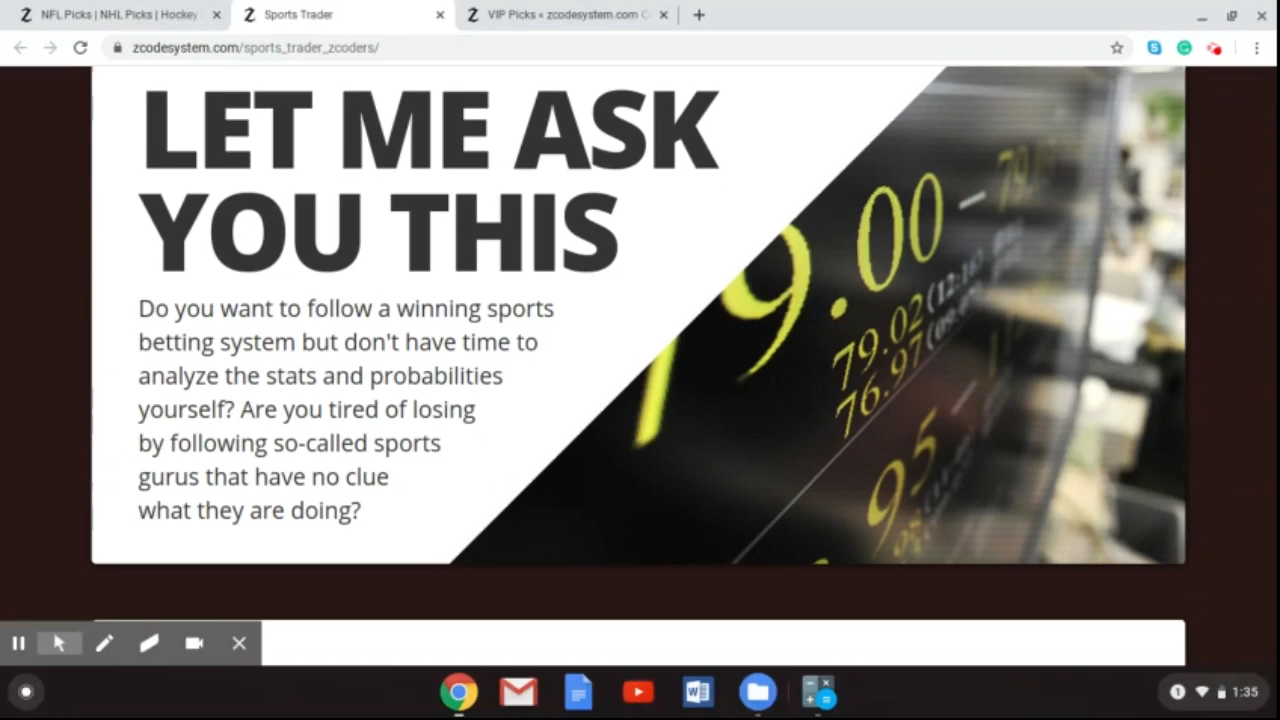 NFL Picks | NHL Picks | Hockey
Sports Trader
VIP Picks « zcodesystem.com
zcodesystem.com/sports_trader_zcoders/
LET ME ASK
YOU THIS
Do you want to follow a winning sports
betting system but don't have time to
analyze the stats and probabilities
yourself? Are you tired of losing
by following so-called sports
gurus that have no clue
what they are doing?
79.00 –
79.02 (12:16)
76.97
95 –
1
1:35